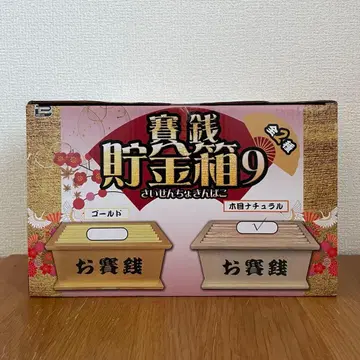 賽銭
貯金箱9
さいせんちょきんばこ
全2種
ゴールド
木目ナチュラル
お賽銭
お賽銭